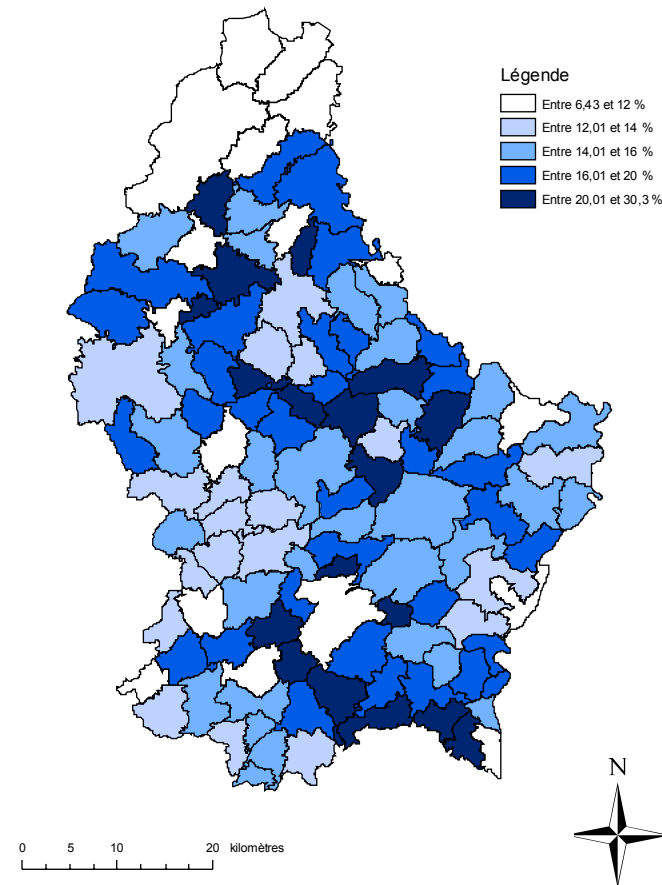 Légende
Entre 6,43 et 12 %
Entre 12,01 et 14 %
Entre 14,01 et 16 %
Entre 16,01 et 20 %
Entre 20,01 et 30,3 %
N
0 5 10 20 kilomètres